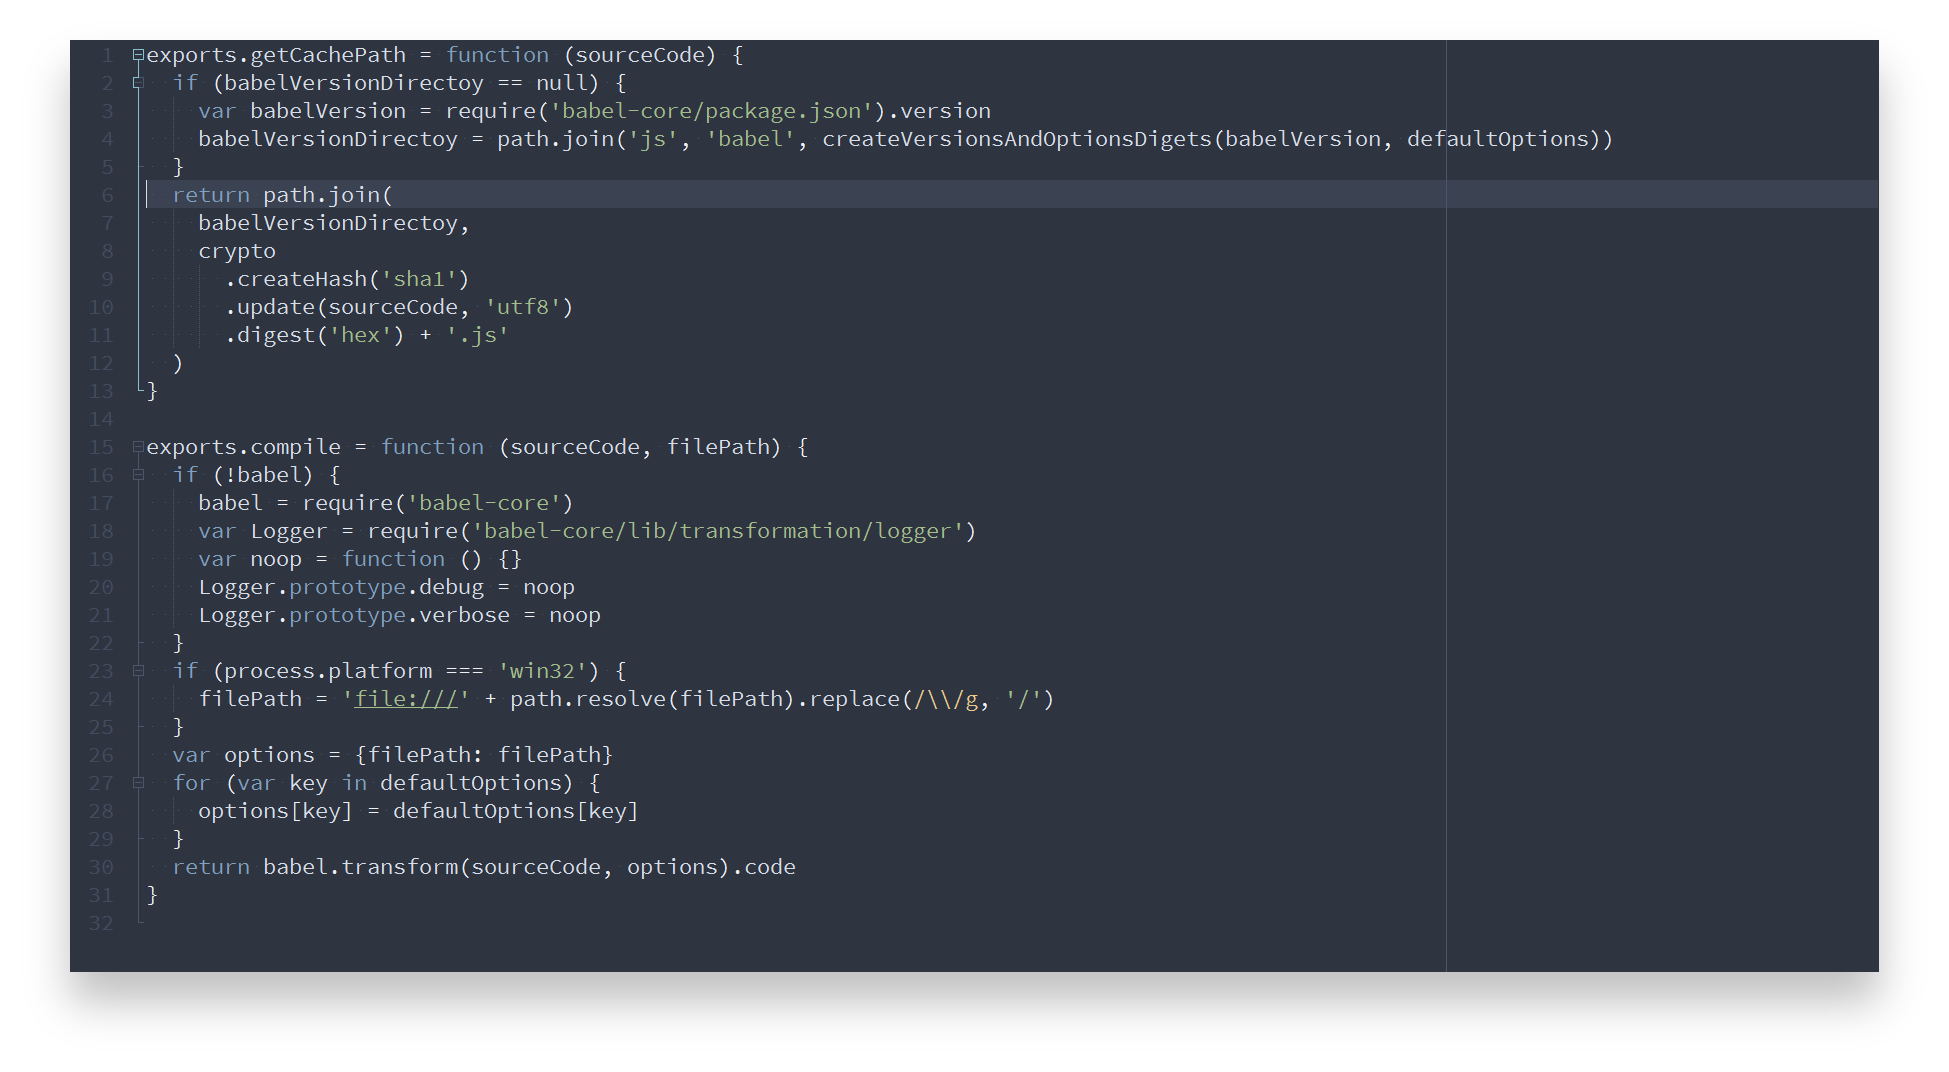 1 exports.getCachePath = function (sourceCode) {
2 if (babelVersionDirectoy == null) {
3 var babelVersion = require('babel-core/package.json').version
4 babelVersionDirectoy = path.join('js', 'babel', createVersionsAndOptionsDigets(babelVersion, defaultOptions))
5 }
6 return path.join(
7 babelVersionDirectoy,
8 crypto
9 .createHash('sha1')
10 .update(sourceCode, 'utf8')
11 .digest('hex') + '.js'
12 )
13 }
14
15 exports.compile = function (sourceCode, filePath) {
16 if (!babel) {
17 babel = require('babel-core')
18 var Logger = require('babel-core/lib/transformation/logger')
19 var noop = function () {}
20 Logger.prototype.debug = noop
21 Logger.prototype.verbose = noop
22 }
23 if (process.platform === 'win32') {
24 filePath = 'file:///' + path.resolve(filePath).replace(/\\/g, '/')
25 }
26 var options = {filePath: filePath}
27 for (var key in defaultOptions) {
28 options[key] = defaultOptions[key]
29 }
30 return babel.transform(sourceCode, options).code
31 }
32